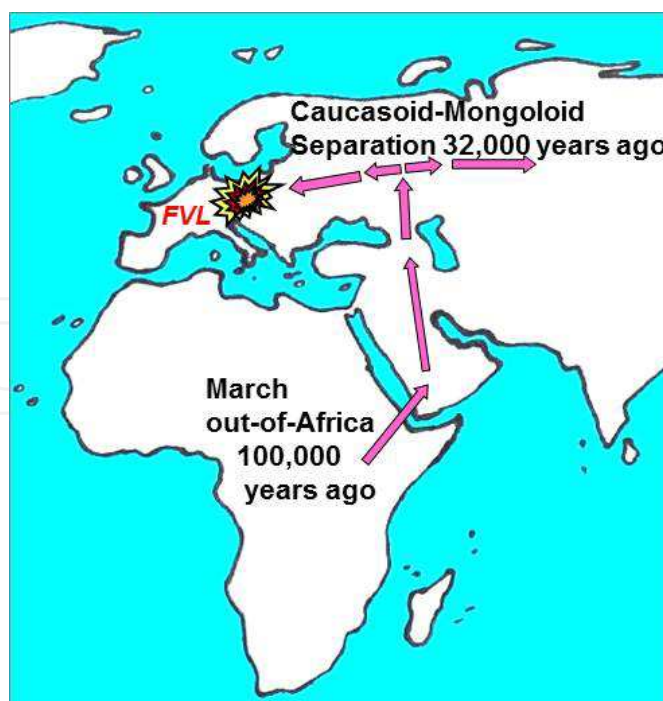 Caucasoid-Mongoloid
Separation 32,000 years ago
FVL
March
out-of-Africa
100,000
years ago